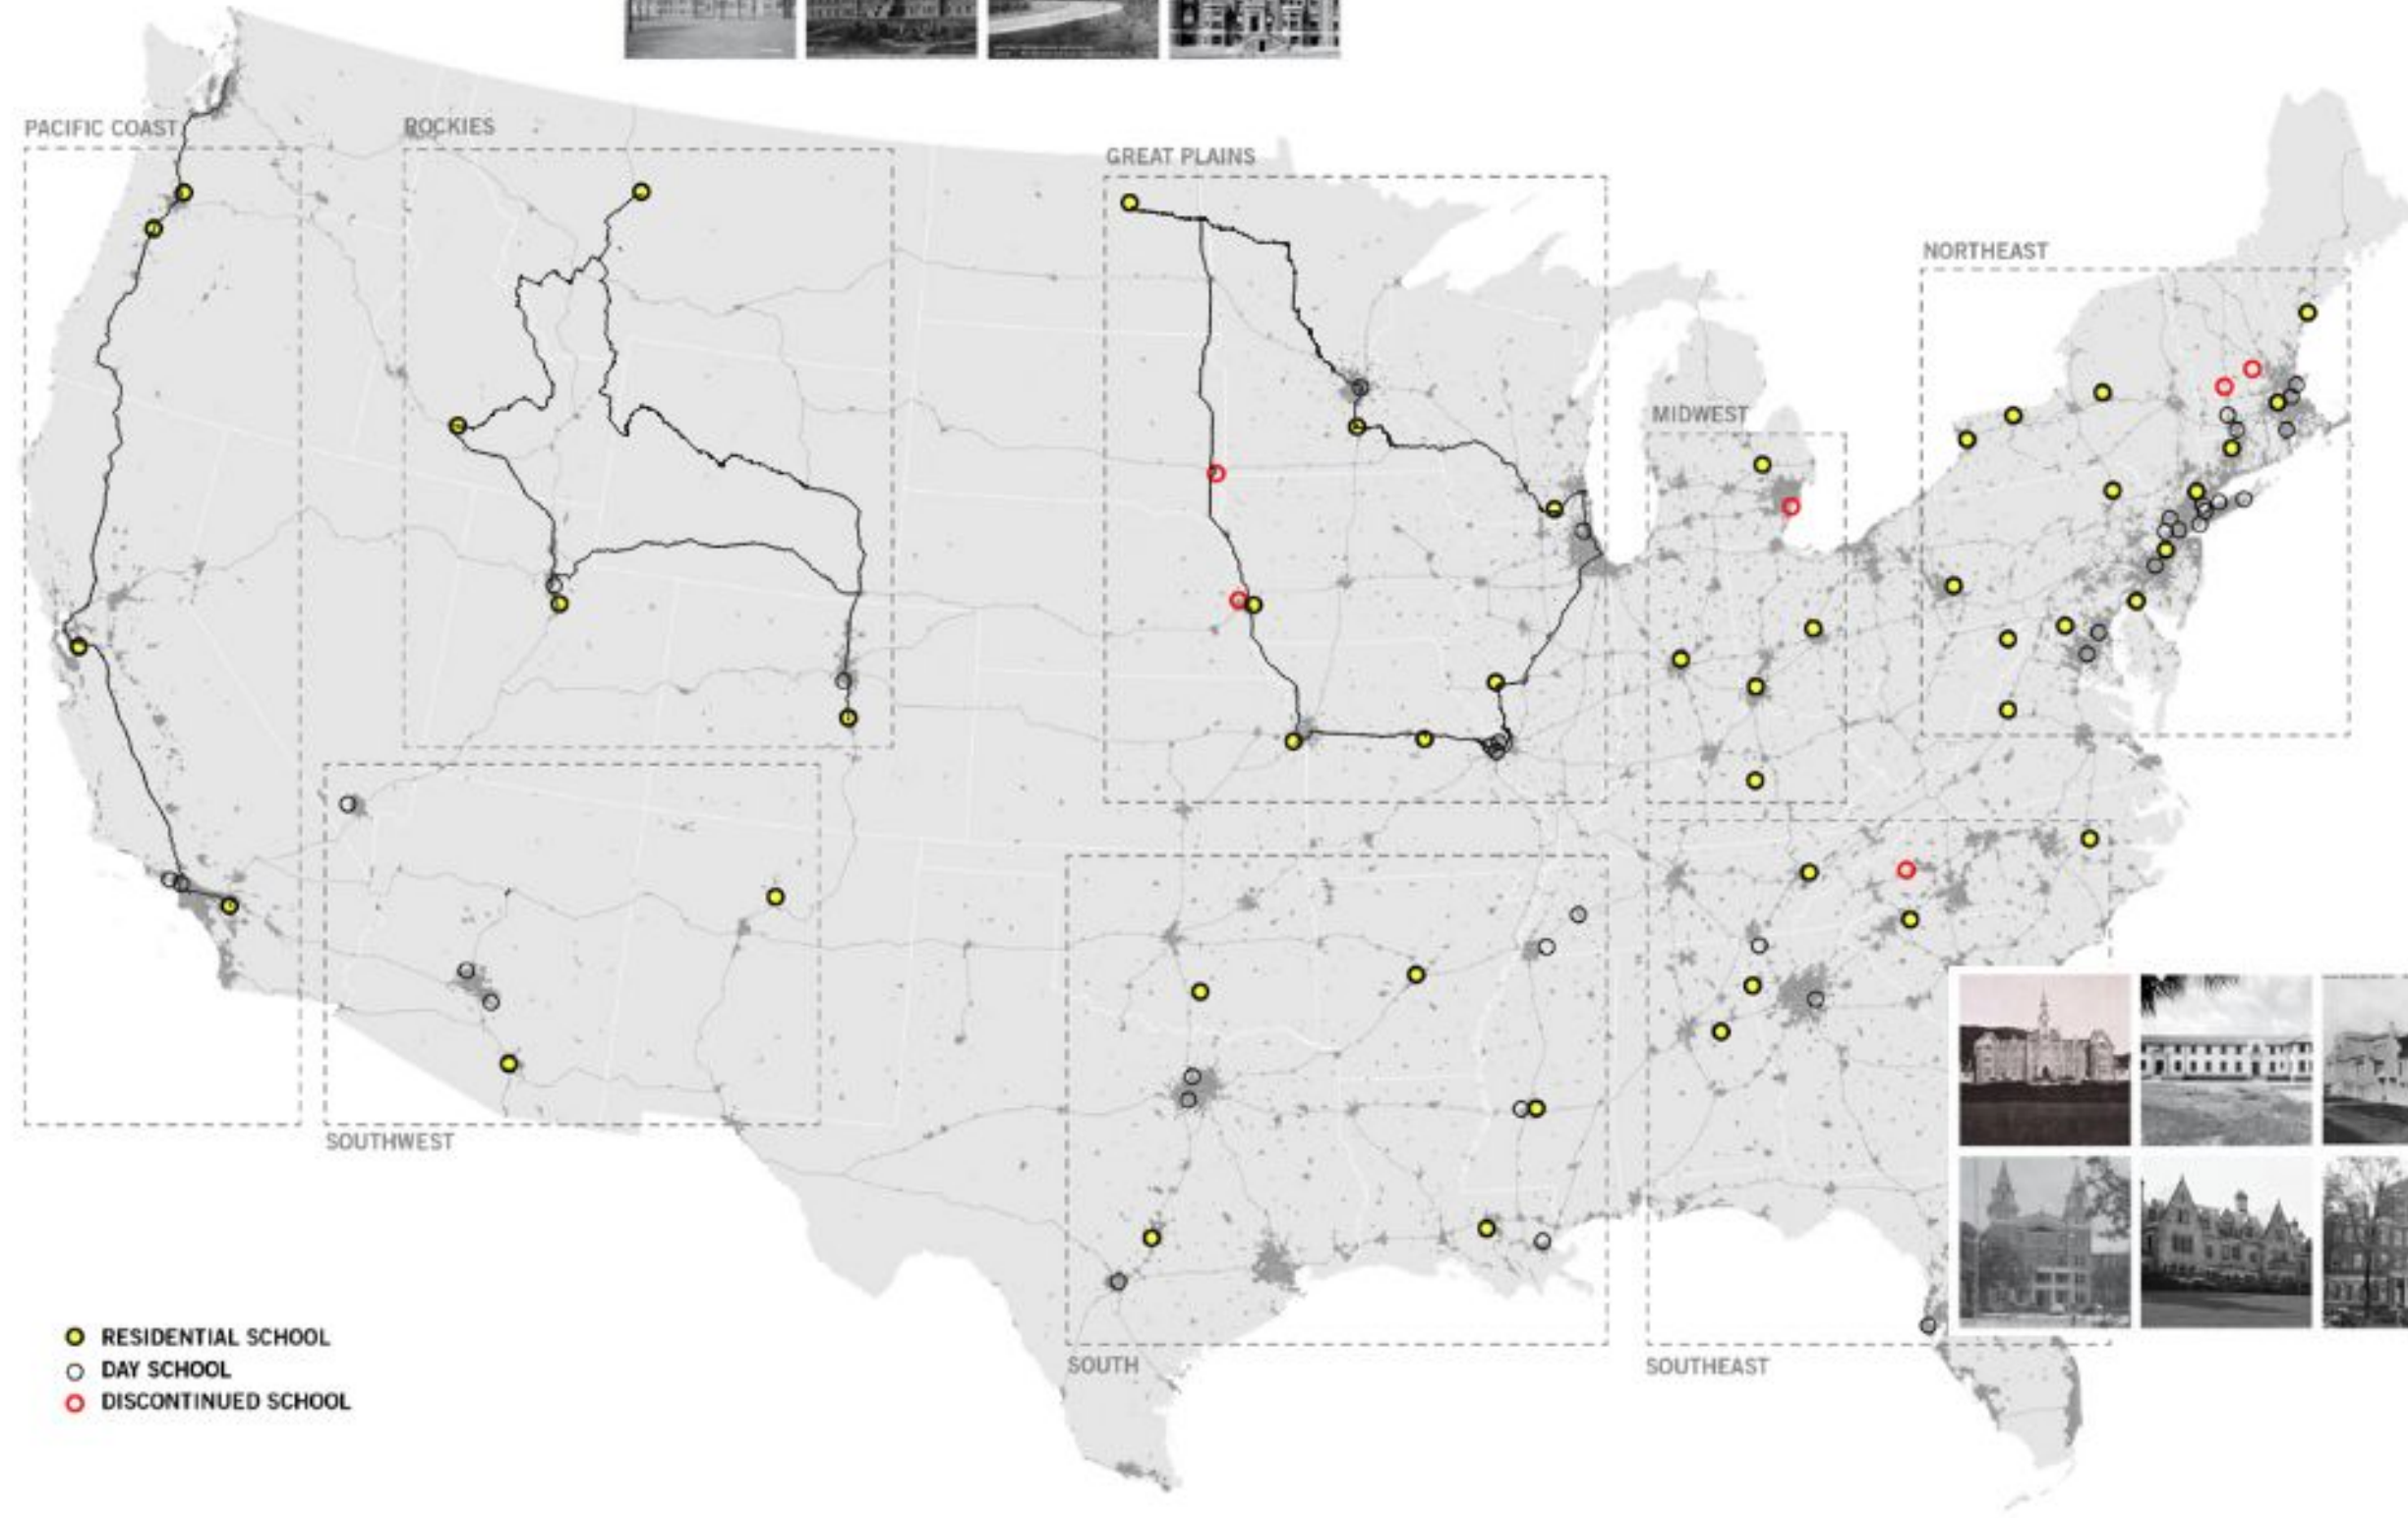 PACIFIC COAST
ROCKIES
GREAT PLAINS
NORTHEAST
MIDWEST
SOUTHWEST
SOUTH
SOUTHEAST
RESIDENTIAL SCHOOL
DAY SCHOOL
DISCONTINUED SCHOOL